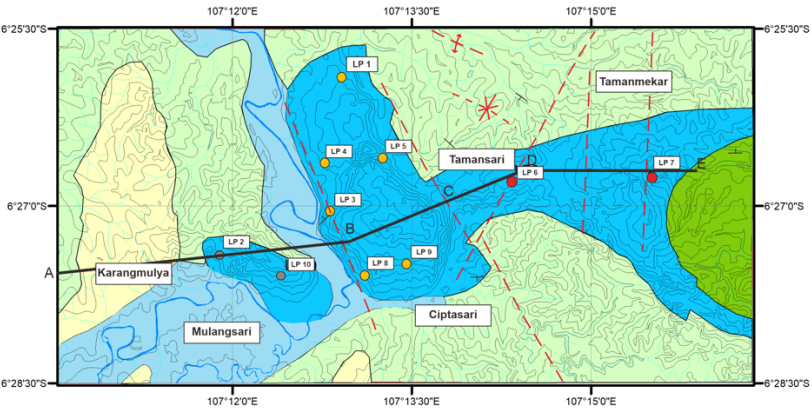 107°12'0"E 107°13'30"E 107°15'0"E
6°25'30"S 6°25'30"S
LP 1
Tamanmekar
LP 4 LP 5
Tamansari
D E
LP 6 LP 7
C
6°27'0"S 6°27'0"S
LP 3
B
LP 2
A
Karangmulya LP 10 LP 8 LP 9
Mulangsari Ciptasari
6°28'30"S 6°28'30"S
107°12'0"E 107°13'30"E 107°15'0"E